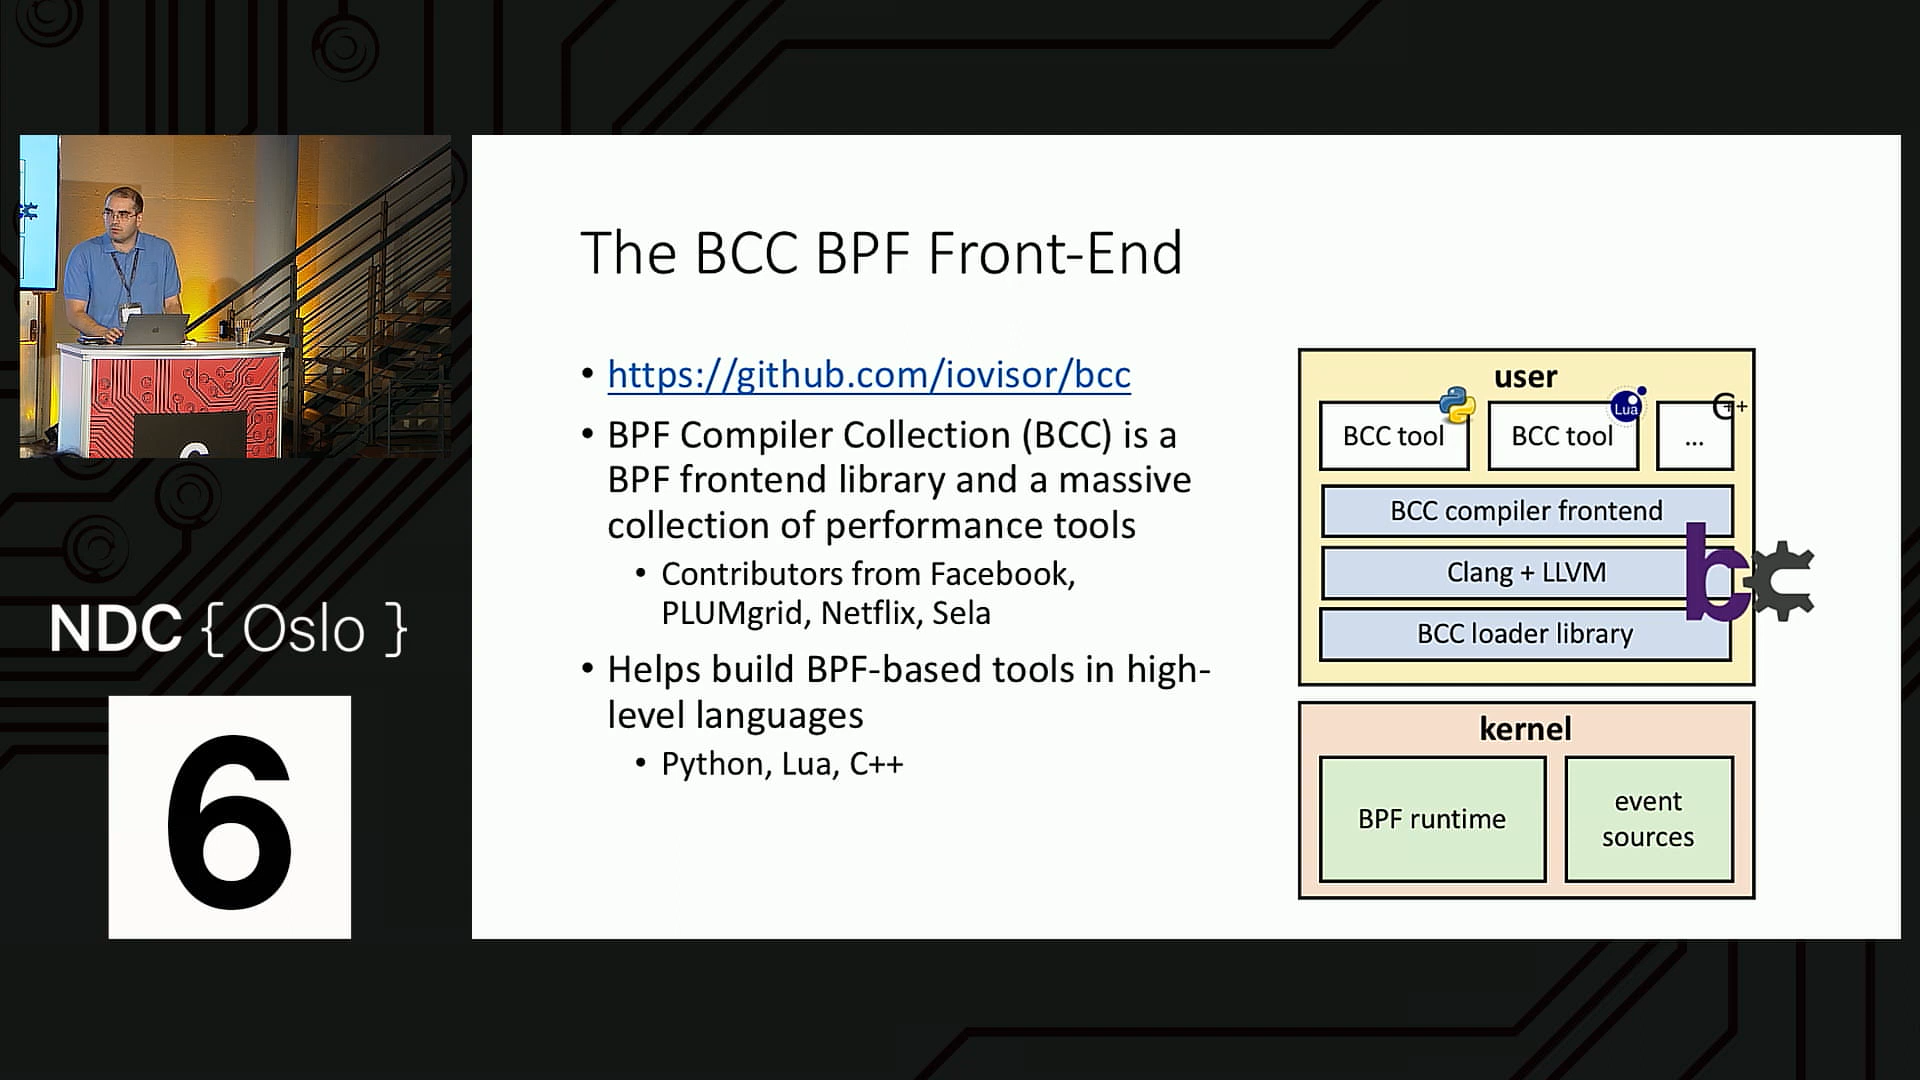 The BCC BPF Front-End
• https://github.com/iovisor/bcc
• BPF Compiler Collection (BCC) is a
BPF frontend library and a massive
collection of performance tools
• Contributors from Facebook,
PLUMgrid, Netflix, Sela
• Helps build BPF-based tools in high-
level languages
• Python, Lua, C++
user
BCC tool
Lua
BCC tool
C++
...
BCC compiler frontend
Clang + LLVM
BCC loader library
bc
kernel
BPF runtime
event
sources
NDC { Oslo }
6